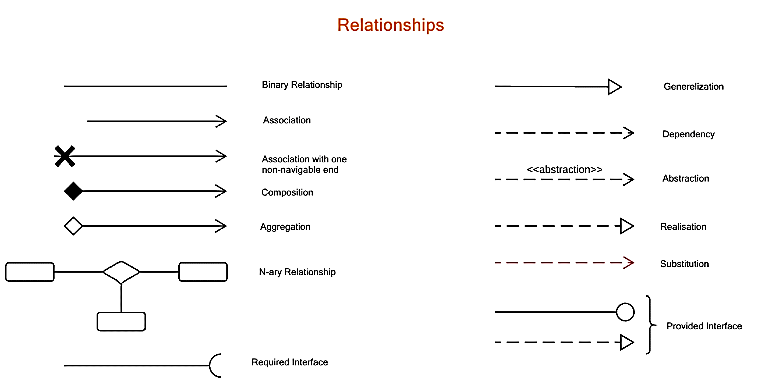 Relationships
Binary Relationship
Association
Association with one
non-navigable end
Composition
Aggregation
N-ary Relationship
Required Interface
Generelization
Dependency
<<abstraction>>
Abstraction
Realisation
Substitution
Provided Interface